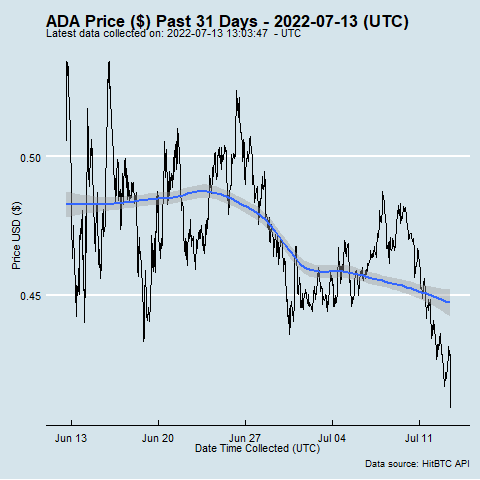 ADA Price ($) Past 31 Days - 2022-07-13 (UTC)
Latest data collected on: 2022-07-13 13:03:47 - UTC
Price USD ($)
0.50
0.45
Jun 13 Jun 20 Jun 27 Jul 04 Jul 11
Date Time Collected (UTC)
Data source: HitBTC API